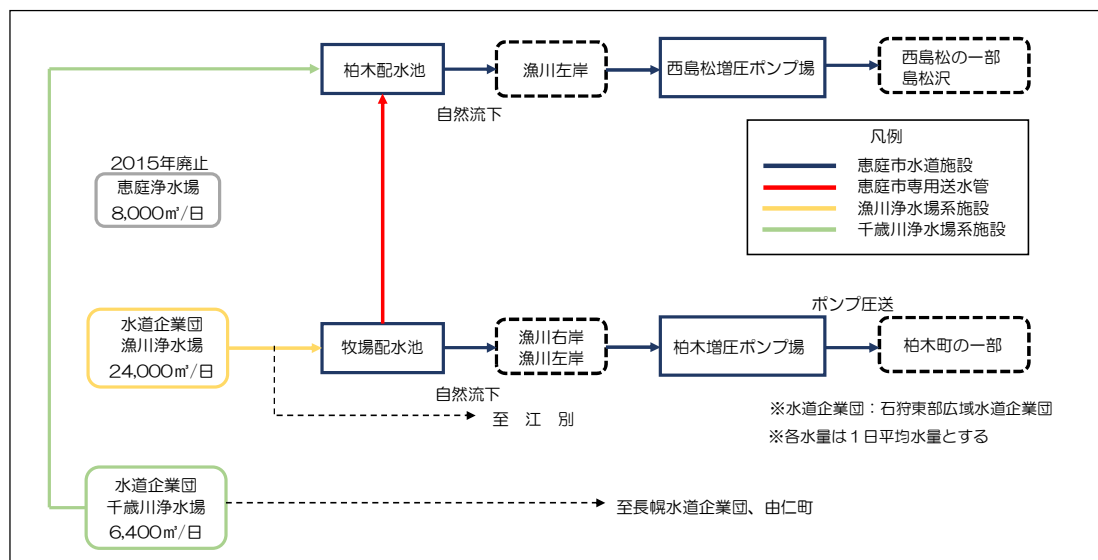 柏木配水池
漁川左岸
西島松増圧ポンプ場
西島松の一部
島松沢
自然流下
2015年廃止
恵庭浄水場
8,000㎥/日
凡例
恵庭市水道施設
恵庭市専用送水管
漁川浄水場系施設
千歳川浄水場系施設
水道企業団
漁川浄水場
24,000㎥/日
牧場配水池
漁川右岸
漁川左岸
柏木増圧ポンプ場
ポンプ圧送
柏木町の一部
自然流下
至 江 別
※水道企業団：石狩東部広域水道企業団
※各水量は１日平均水量とする
水道企業団
千歳川浄水場
6,400㎥/日
至長幌水道企業団、由仁町